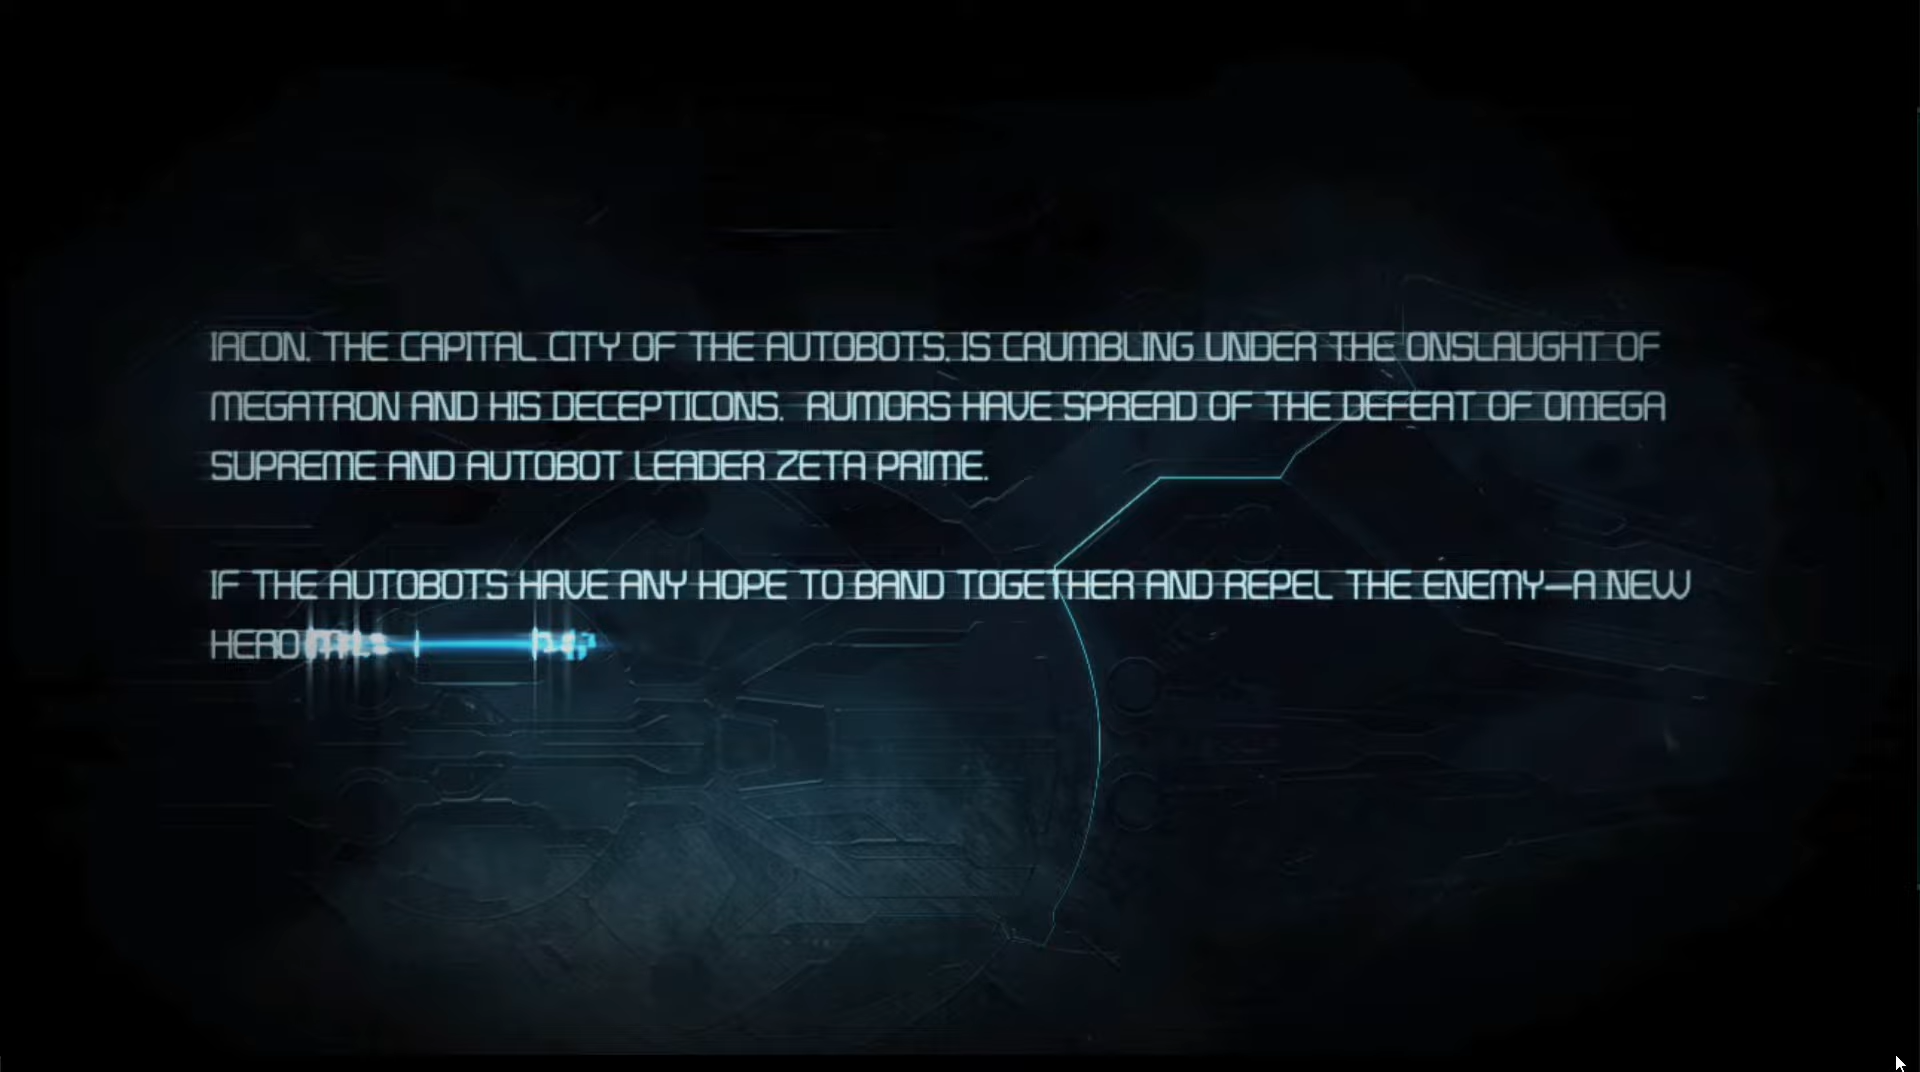 IACON, THE CAPITAL CITY OF THE AUTOBOTS, IS CRUMBLING UNDER THE ONSLAUGHT OF
MEGATRON AND HIS DECEPTICONS.  RUMORS HAVE SPREAD OF THE DEFEAT OF OMEGA
SUPREME AND AUTOBOT LEADER ZETA PRIME.
IF THE AUTOBOTS HAVE ANY HOPE TO BAND TOGETHER AND REPEL THE ENEMY—A NEW
HERO